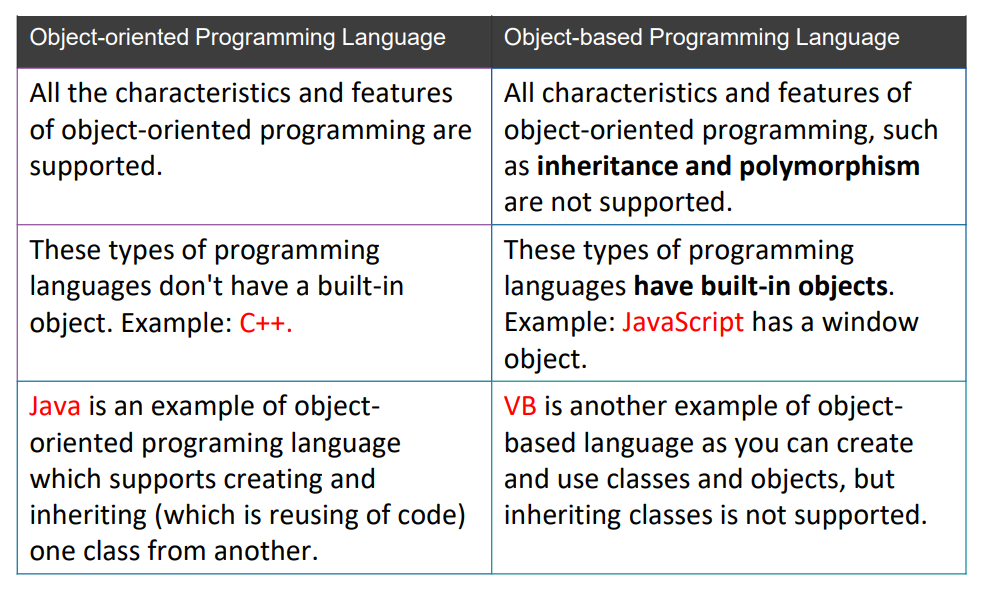 Object-oriented Programming Language
Object-based Programming Language
All the characteristics and features
of object-oriented programming are
supported.
All characteristics and features of
object-oriented programming, such
as inheritance and polymorphism
are not supported.
These types of programming
languages don't have a built-in
object. Example: C++.
These types of programming
languages have built-in objects.
Example: JavaScript has a window
object.
Java is an example of object-
oriented programing language
which supports creating and
inheriting (which is reusing of code)
one class from another.
VB is another example of object-
based language as you can create
and use classes and objects, but
inheriting classes is not supported.